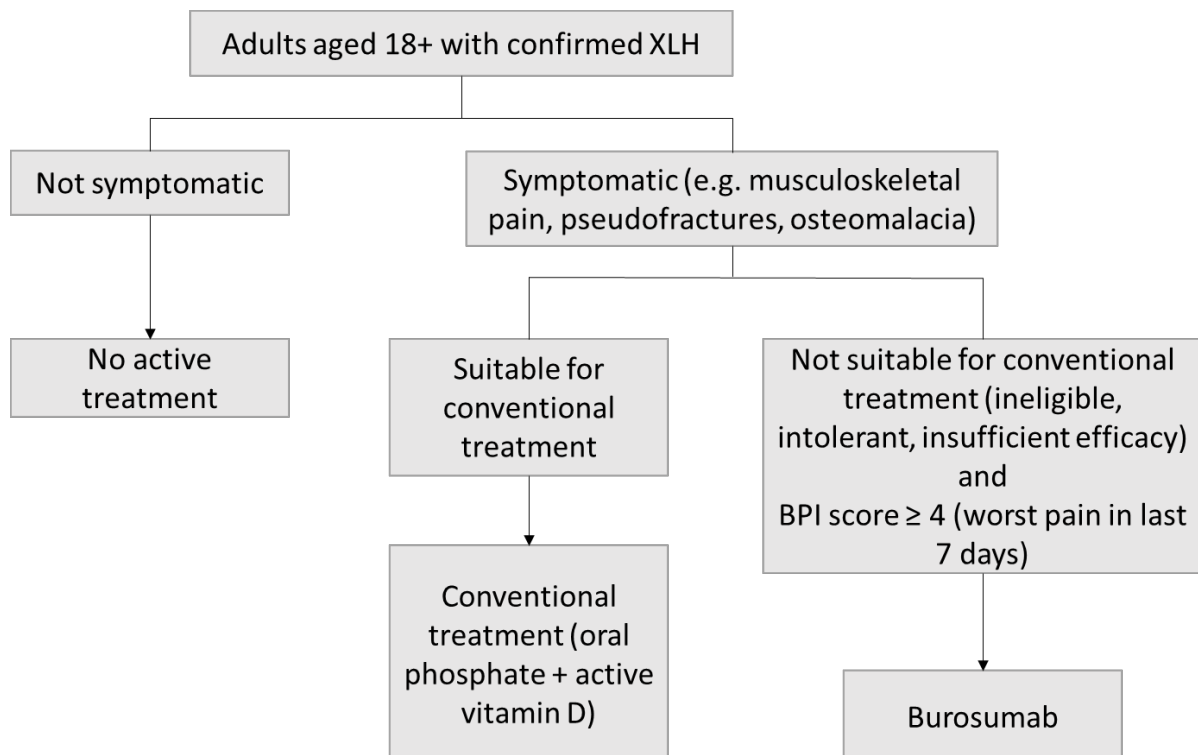 Adults aged 18+ with confirmed XLH
Not symptomatic
Symptomatic (e.g. musculoskeletal
pain, pseudofractures, osteomalacia)
No active
treatment
Suitable for
conventional
treatment
Not suitable for conventional
treatment (ineligible,
intolerant, insufficient efficacy)
and
BPI score ≥ 4 (worst pain in last
7 days)
Conventional
treatment (oral
phosphate + active
vitamin D)
Burosumab